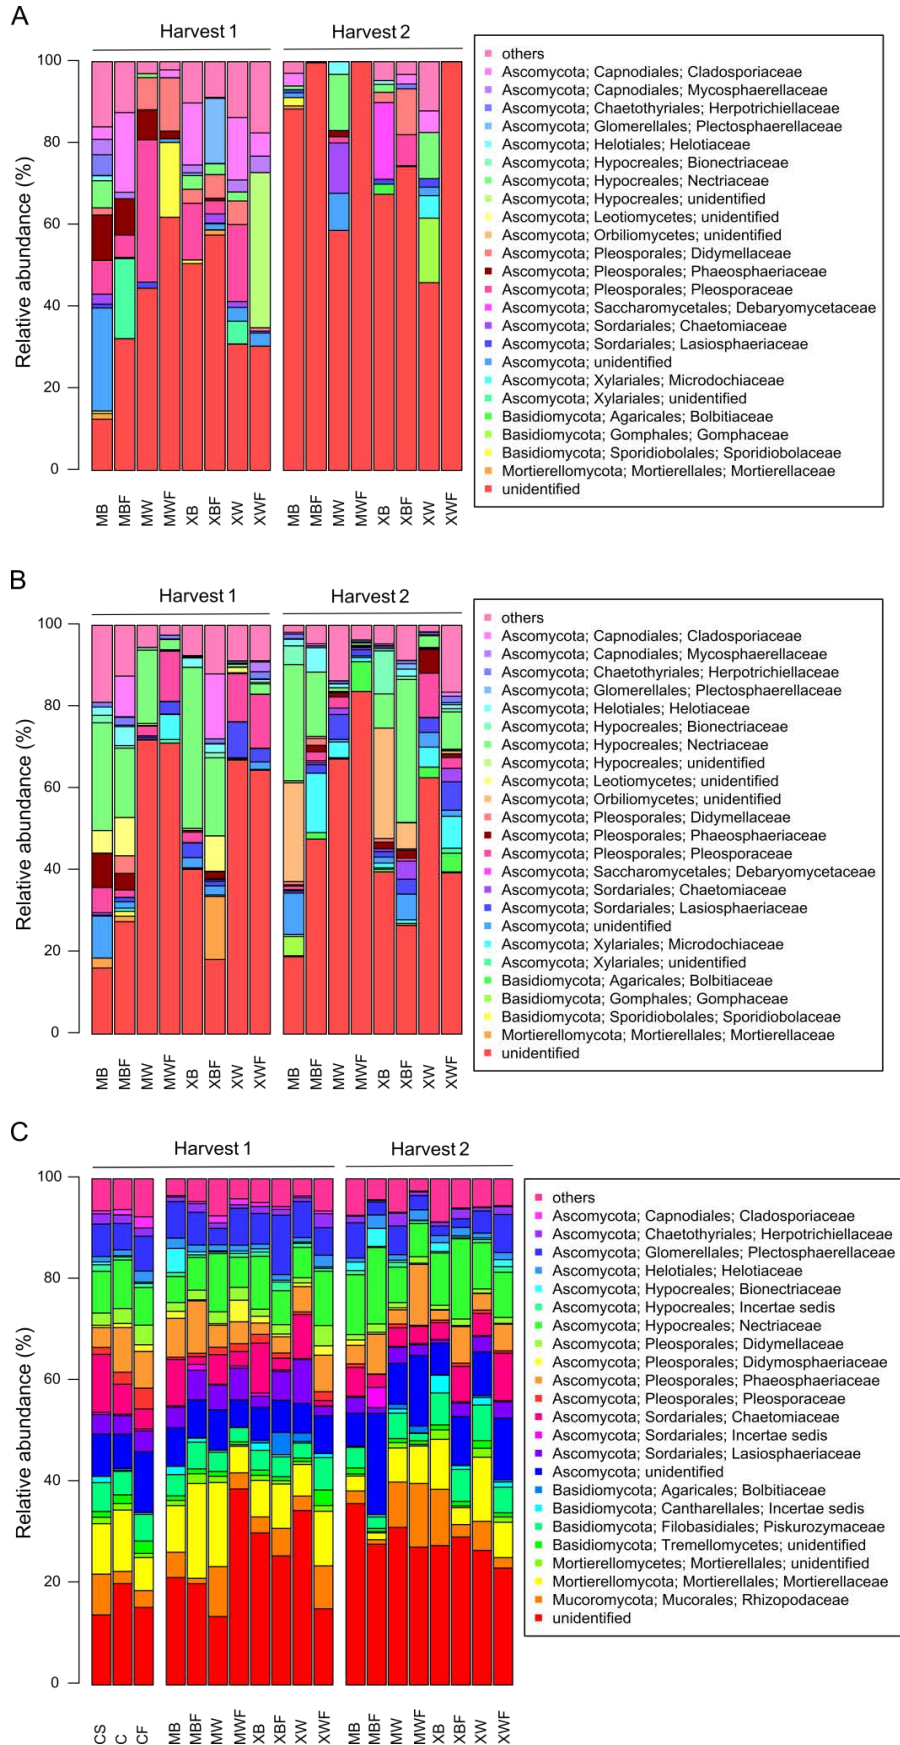 A
Harvest 1
Harvest 2
Relative abundance (%)
100
80
60
40
20
0
MB
MBF
MW
MWF
XB
XBF
XW
XWF
MB
MBF
MW
MWF
XB
XBF
XW
XWF
others
Ascomycota; Capnodiales; Cladosporiaceae
Ascomycota; Capnodiales; Mycosphaerellaceae
Ascomycota; Chaetothyriales; Herpotrichiellaceae
Ascomycota; Glomerellales; Plectosphaerellaceae
Ascomycota; Helotiales; Helotiaceae
Ascomycota; Hypocreales; Bionectriaceae
Ascomycota; Hypocreales; Nectriaceae
Ascomycota; Hypocreales; unidentified
Ascomycota; Leotiomycetes; unidentified
Ascomycota; Orbiliomycetes; unidentified
Ascomycota; Pleosporales; Didymellaceae
Ascomycota; Pleosporales; Phaeosphaeriaceae
Ascomycota; Pleosporales; Pleosporaceae
Ascomycota; Saccharomycetales; Debaryomycetaceae
Ascomycota; Sordariales; Chaetomiaceae
Ascomycota; Sordariales; Lasiosphaeriaceae
Ascomycota; unidentified
Ascomycota; Xylariales; Microdochiaceae
Ascomycota; Xylariales; unidentified
Basidiomycota; Agaricales; Bolbitiaceae
Basidiomycota; Gomphales; Gomphaceae
Basidiomycota; Sporidiobolales; Sporidiobolaceae
Mortierellomycota; Mortierellales; Mortierellaceae
unidentified
B
Harvest 1
Harvest 2
Relative abundance (%)
100
80
60
40
20
0
MB
MBF
MW
MWF
XB
XBF
XW
XWF
MB
MBF
MW
MWF
XB
XBF
XW
XWF
others
Ascomycota; Capnodiales; Cladosporiaceae
Ascomycota; Capnodiales; Mycosphaerellaceae
Ascomycota; Chaetothyriales; Herpotrichiellaceae
Ascomycota; Glomerellales; Plectosphaerellaceae
Ascomycota; Helotiales; Helotiaceae
Ascomycota; Hypocreales; Bionectriaceae
Ascomycota; Hypocreales; Nectriaceae
Ascomycota; Hypocreales; unidentified
Ascomycota; Leotiomycetes; unidentified
Ascomycota; Orbiliomycetes; unidentified
Ascomycota; Pleosporales; Didymellaceae
Ascomycota; Pleosporales; Phaeosphaeriaceae
Ascomycota; Pleosporales; Pleosporaceae
Ascomycota; Saccharomycetales; Debaryomycetaceae
Ascomycota; Sordariales; Chaetomiaceae
Ascomycota; Sordariales; Lasiosphaeriaceae
Ascomycota; unidentified
Ascomycota; Xylariales; Microdochiaceae
Ascomycota; Xylariales; unidentified
Basidiomycota; Agaricales; Bolbitiaceae
Basidiomycota; Gomphales; Gomphaceae
Basidiomycota; Sporidiobolales; Sporidiobolaceae
Mortierellomycota; Mortierellales; Mortierellaceae
unidentified
C
Harvest 1
Harvest 2
Relative abundance (%)
100
80
60
40
20
0
CS
C
CF
MB
MBF
MW
MWF
XB
XBF
XW
XWF
MB
MBF
MW
MWF
XB
XBF
XW
XWF
others
Ascomycota; Capnodiales; Cladosporiaceae
Ascomycota; Chaetothyriales; Herpotrichiellaceae
Ascomycota; Glomerellales; Plectosphaerellaceae
Ascomycota; Helotiales; Helotiaceae
Ascomycota; Hypocreales; Bionectriaceae
Ascomycota; Hypocreales; Incertae sedis
Ascomycota; Hypocreales; Nectriaceae
Ascomycota; Pleosporales; Didymellaceae
Ascomycota; Pleosporales; Didymosphaeriaceae
Ascomycota; Pleosporales; Phaeosphaeriaceae
Ascomycota; Pleosporales; Pleosporaceae
Ascomycota; Sordariales; Chaetomiaceae
Ascomycota; Sordariales; Incertae sedis
Ascomycota; Sordariales; Lasiosphaeriaceae
Ascomycota; unidentified
Basidiomycota; Agaricales; Bolbitiaceae
Basidiomycota; Cantharellales; Incertae sedis
Basidiomycota; Filobasidiales; Piskurozymaceae
Basidiomycota; Tremellomycetes; unidentified
Mortierellomycetes; Mortierellales; unidentified
Mortierellomycota; Mortierellales; Mortierellaceae
Mucoromycota; Mucorales; Rhizopodaceae
unidentified